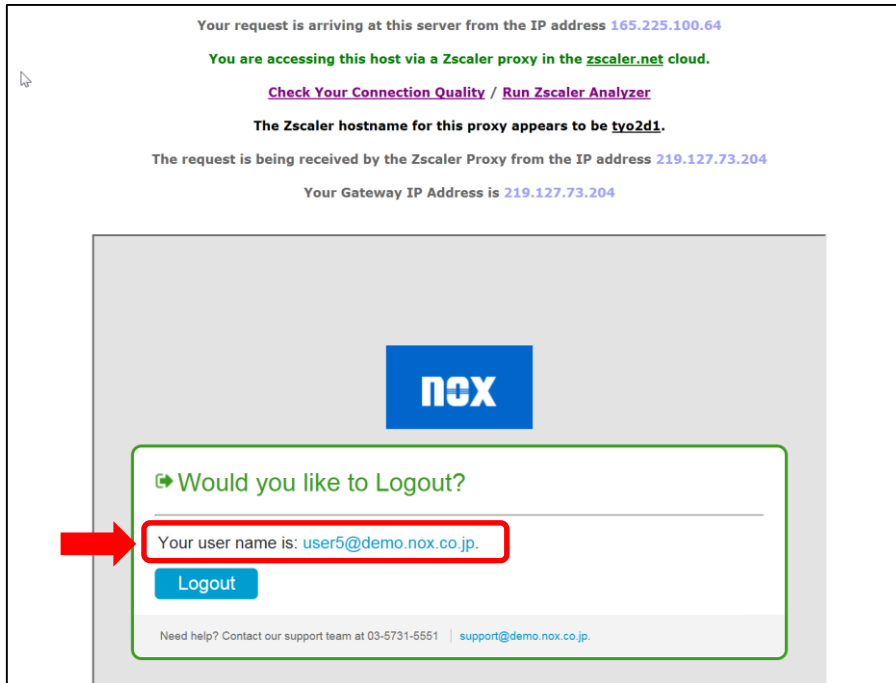 Your request is arriving at this server from the IP address 165.225.100.64
You are accessing this host via a Zscaler proxy in the zscaler.net cloud.
Check Your Connection Quality / Run Zscaler Analyzer
The Zscaler hostname for this proxy appears to be tyo2d1.
The request is being received by the Zscaler Proxy from the IP address 219.127.73.204
Your Gateway IP Address is 219.127.73.204
nox
Would you like to Logout?
Your user name is: user5@demo.nox.co.jp.
Logout
Need help? Contact our support team at 03-5731-5551 | support@demo.nox.co.jp.